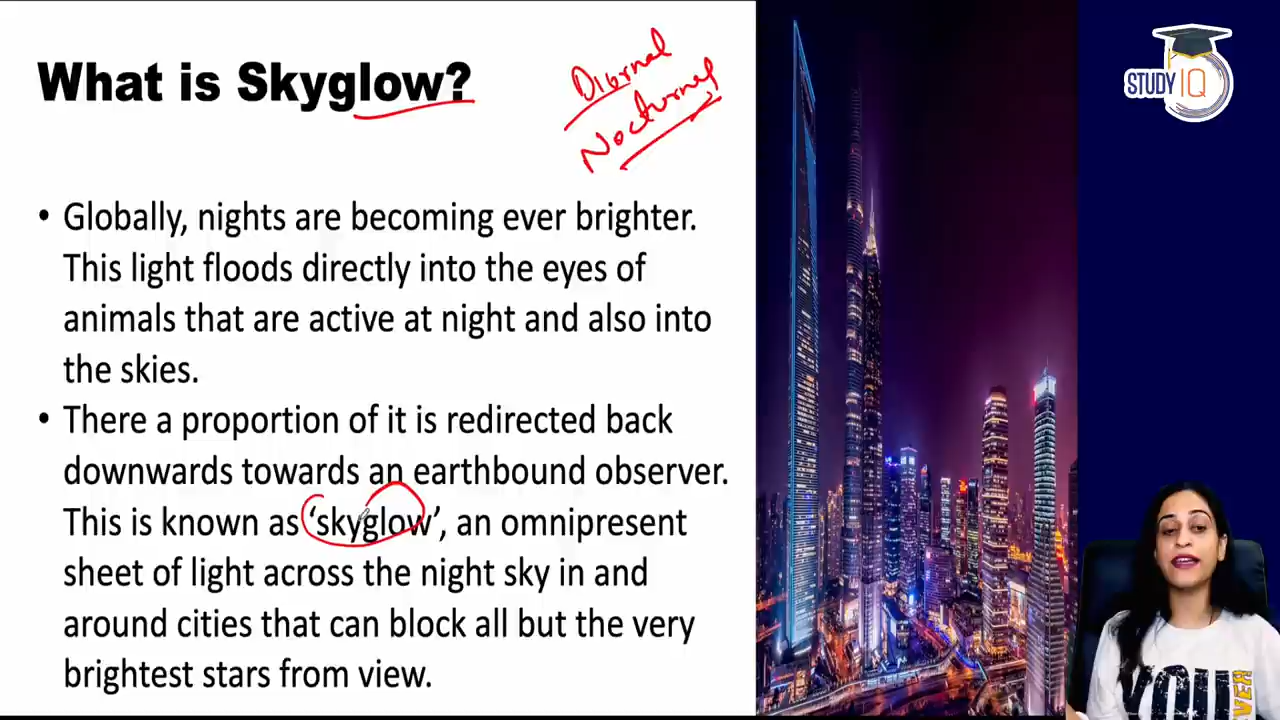 What is Skyglow?
Diurnal
Nocturnal
STUDY IQ
• Globally, nights are becoming ever brighter.
This light floods directly into the eyes of
animals that are active at night and also into
the skies.
• There a proportion of it is redirected back
downwards towards an earthbound observer.
This is known as ‘skyglow’, an omnipresent
sheet of light across the night sky in and
around cities that can block all but the very
brightest stars from view.
YOU
EVER